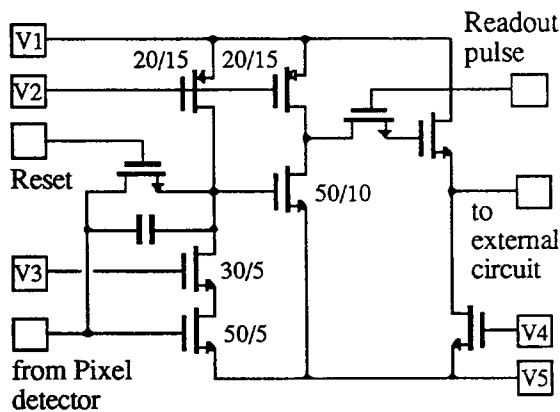 V1
Readout
pulse
20/15
20/15
V2
Reset
50/10
to
external
circuit
V3
30/5
50/5
V4
from Pixel
detector
V5